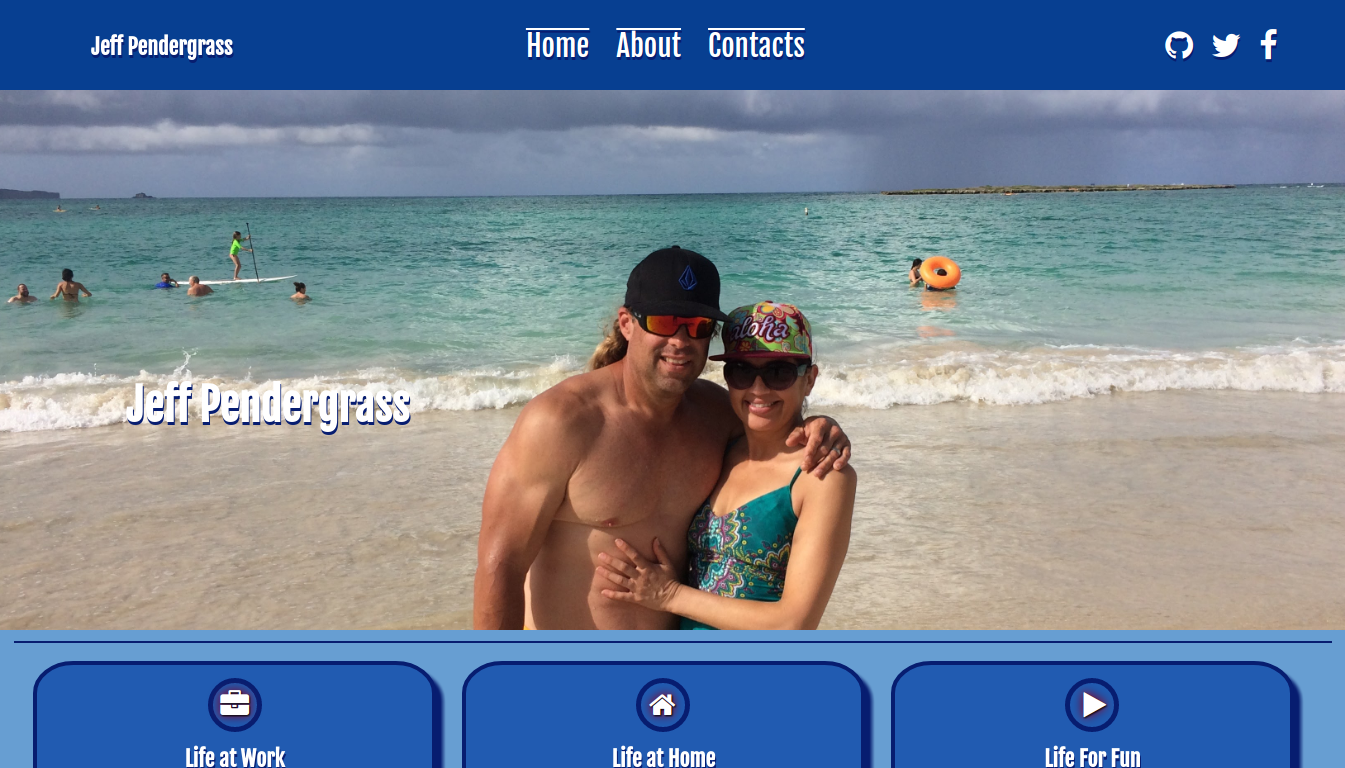 Jeff Pendergrass
Home About Contacts
aloha
Jeff Pendergrass
Life at Work
Life at Home
Life For Fun